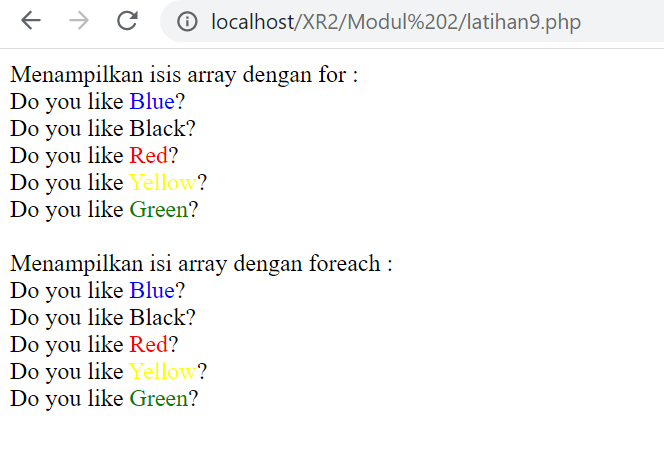 localhost/XR2/Modul%202/latihan9.php
Menampilkan isis array dengan for :
Do you like Blue?
Do you like Black?
Do you like Red?
Do you like Yellow?
Do you like Green?
Menampilkan isi array dengan foreach :
Do you like Blue?
Do you like Black?
Do you like Red?
Do you like Yellow?
Do you like Green?